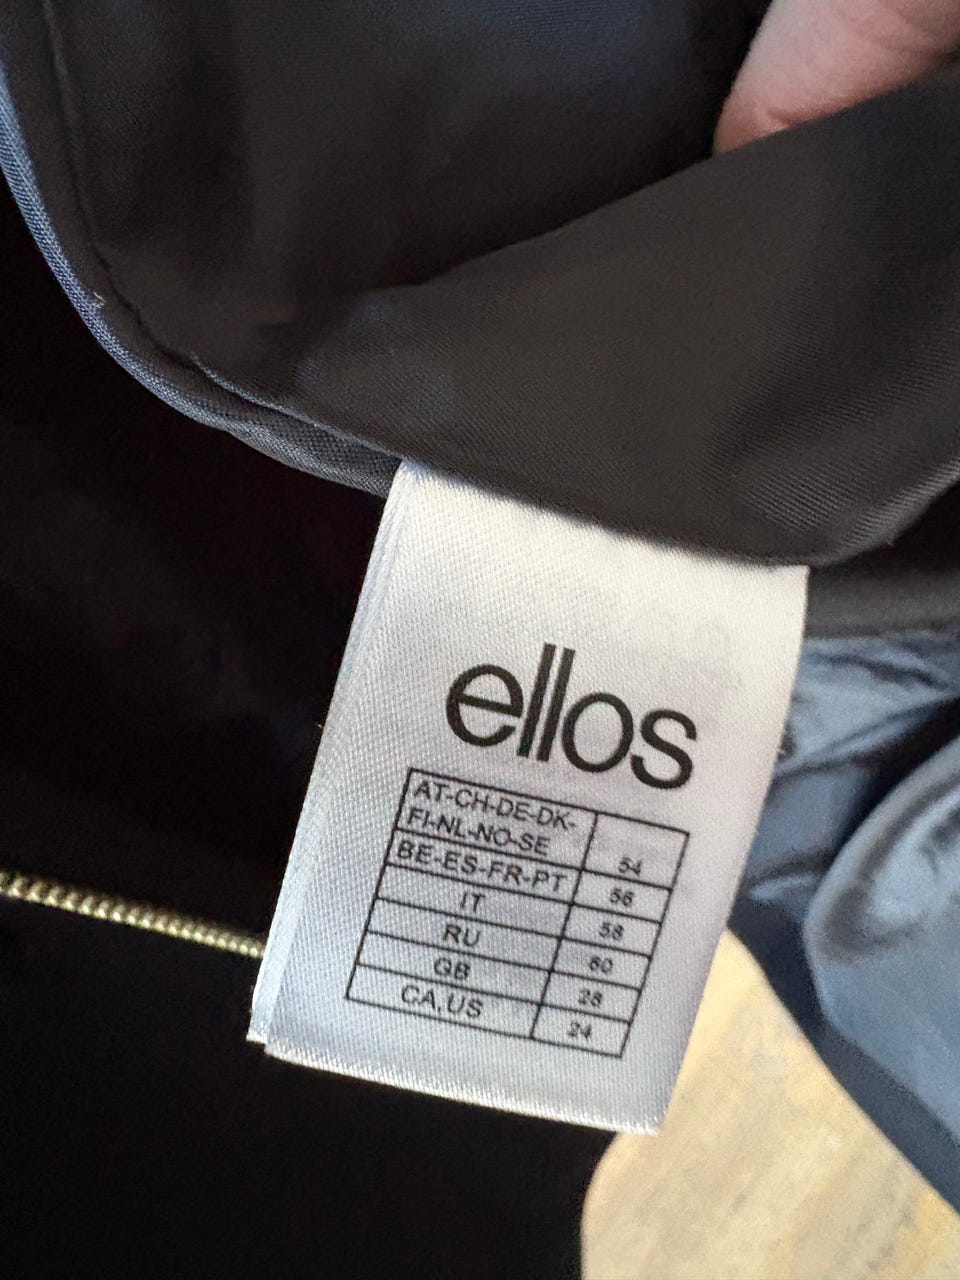 ellos
AT-CH-DE-DK-
FI-NL-NO-SE 54
BE-ES-FR-PT 56
IT 58
RU 60
GB 28
CA.US 24